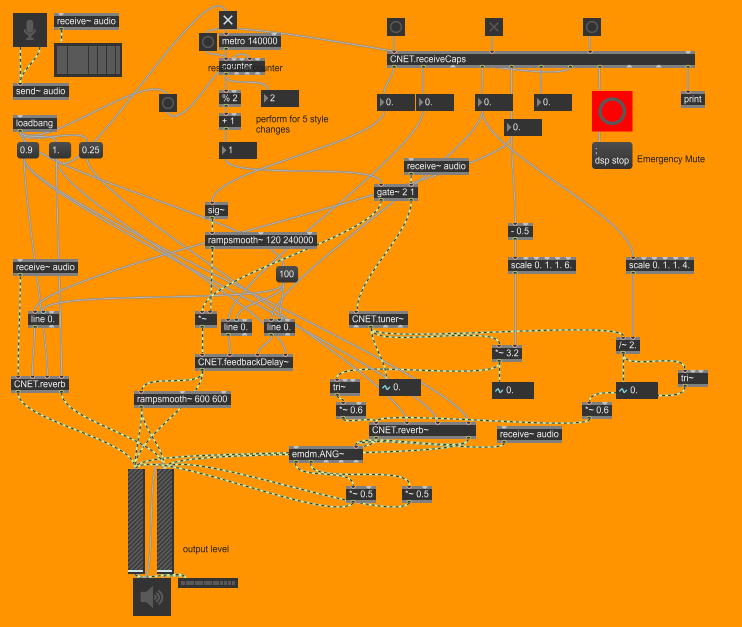 receive~ audio
metro 140000
CNET.receiveCaps
counter
counter
send~ audio
% 2
2
0.
0.
0.
0.
print
loadbang
+ 1
perform for 5 style
changes
0.
0.9
1.
0.25
1
;
dsp stop
Emergency Mute
receive~ audio
gate~ 2 1
sig~
- 0.5
rampsmooth~ 120 240000
receive~ audio
scale 0. 1. 1. 6.
scale 0. 1. 1. 4.
100
line 0.
*~
line 0.
line 0.
CNET.tuner~
CNET.feedbackDelay~
*~ 3.2
/~ 2.
CNET.reverb
tri~
0.
0.
0.
tri~
rampsmooth~ 600 600
*~ 0.6
*~ 0.6
CNET.reverb~
receive~ audio
emdm.ANG~
*~ 0.5
*~ 0.5
output level